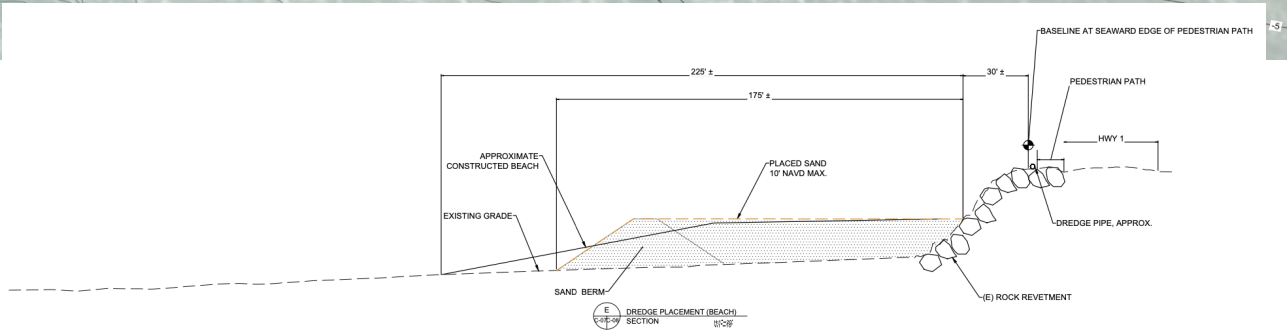 -5
BASELINE AT SEAWARD EDGE OF PEDESTRIAN PATH
225' ±
30' ±
PEDESTRIAN PATH
175' ±
HWY 1
APPROXIMATE
CONSTRUCTED BEACH
PLACED SAND
10' NAVD MAX.
EXISTING GRADE
DREDGE PIPE, APPROX.
SAND BERM
(E) ROCK REVETMENT
E
DREDGE PLACEMENT (BEACH)
SECTION